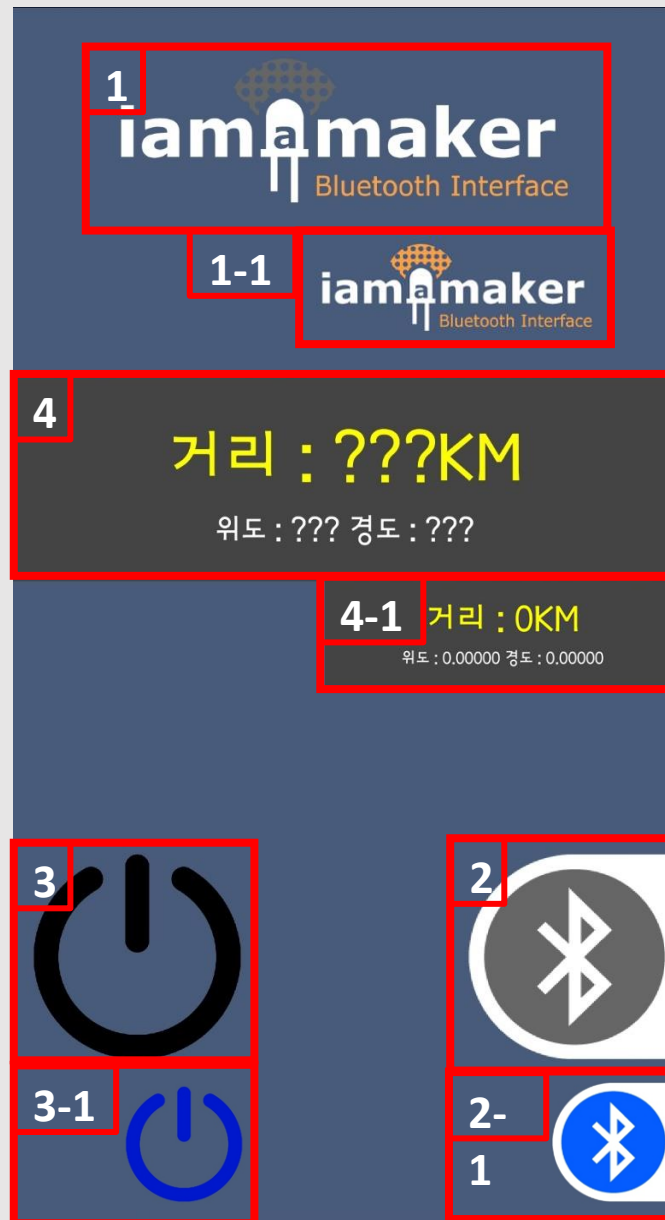 1
iamamaker
Bluetooth Interface
1-1
iamamaker
Bluetooth Interface
4
거리 : ???KM
위도 : ??? 경도 : ???
4-1
거리 : 0KM
위도 : 0.00000 경도 : 0.00000
3
2
3-1
2-
1